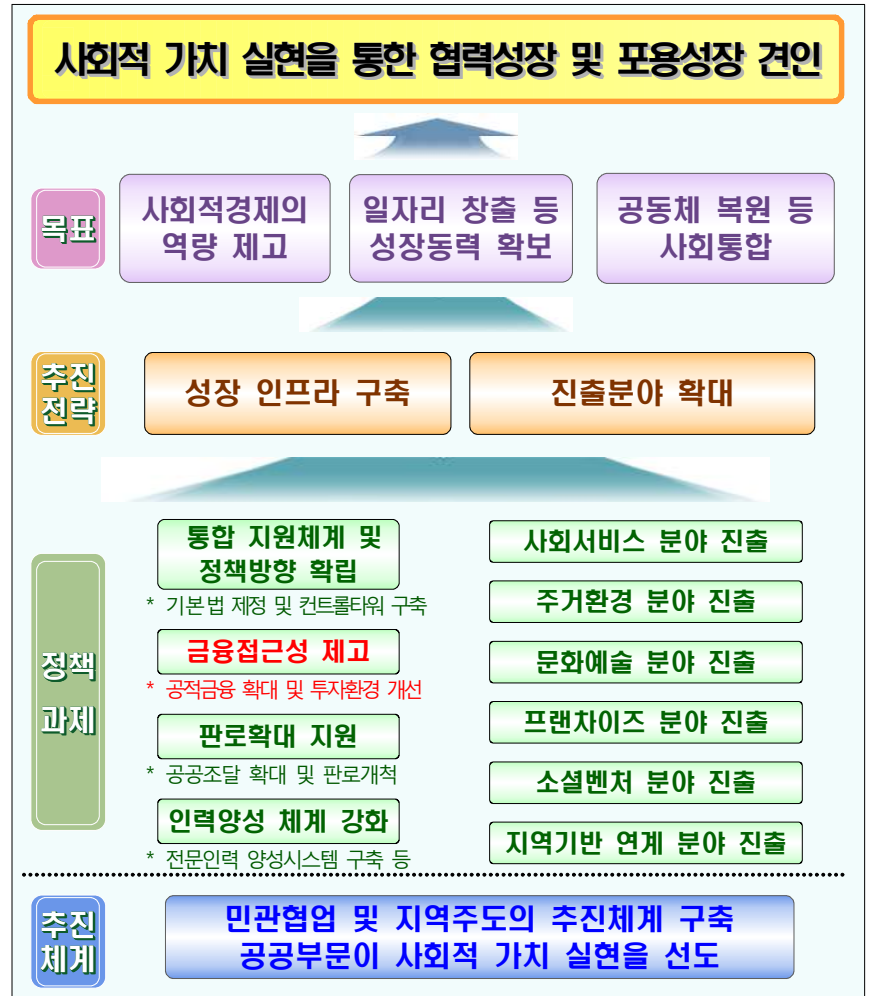 사회적 가치 실현을 통한 협력성장 및 포용성장 견인
목표
사회적경제의
역량 제고
일자리 창출 등
성장동력 확보
공동체 복원 등
사회통합
추진
전략
성장 인프라 구축
진출분야 확대
정책
과제
통합 지원체계 및
정책방향 확립
* 기본법 제정 및 컨트롤타워 구축
금융접근성 제고
* 공적금융 확대 및 투자환경 개선
판로확대 지원
* 공공조달 확대 및 판로개척
인력양성 체계 강화
* 전문인력 양성시스템 구축 등
사회서비스 분야 진출
주거환경 분야 진출
문화예술 분야 진출
프랜차이즈 분야 진출
소셜벤처 분야 진출
지역기반 연계 분야 진출
추진
체계
민관협업 및 지역주도의 추진체계 구축
공공부문이 사회적 가치 실현을 선도